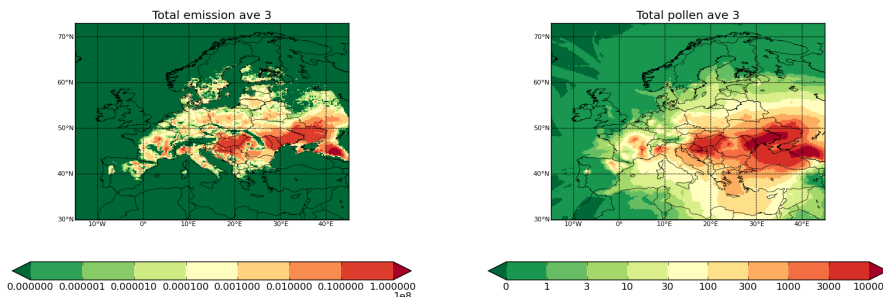 Total emission ave 3
70°N
60°N
50°N
40°N
30°N
10°W 0° 10°E 20°E 30°E 40°E
0.000000 0.000001 0.000010 0.000100 0.001000 0.010000 0.100000 1.000000
1e8
Total pollen ave 3
70°N
60°N
50°N
40°N
30°N
10°W 0° 10°E 20°E 30°E 40°E
0 1 3 10 30 100 300 1000 3000 10000